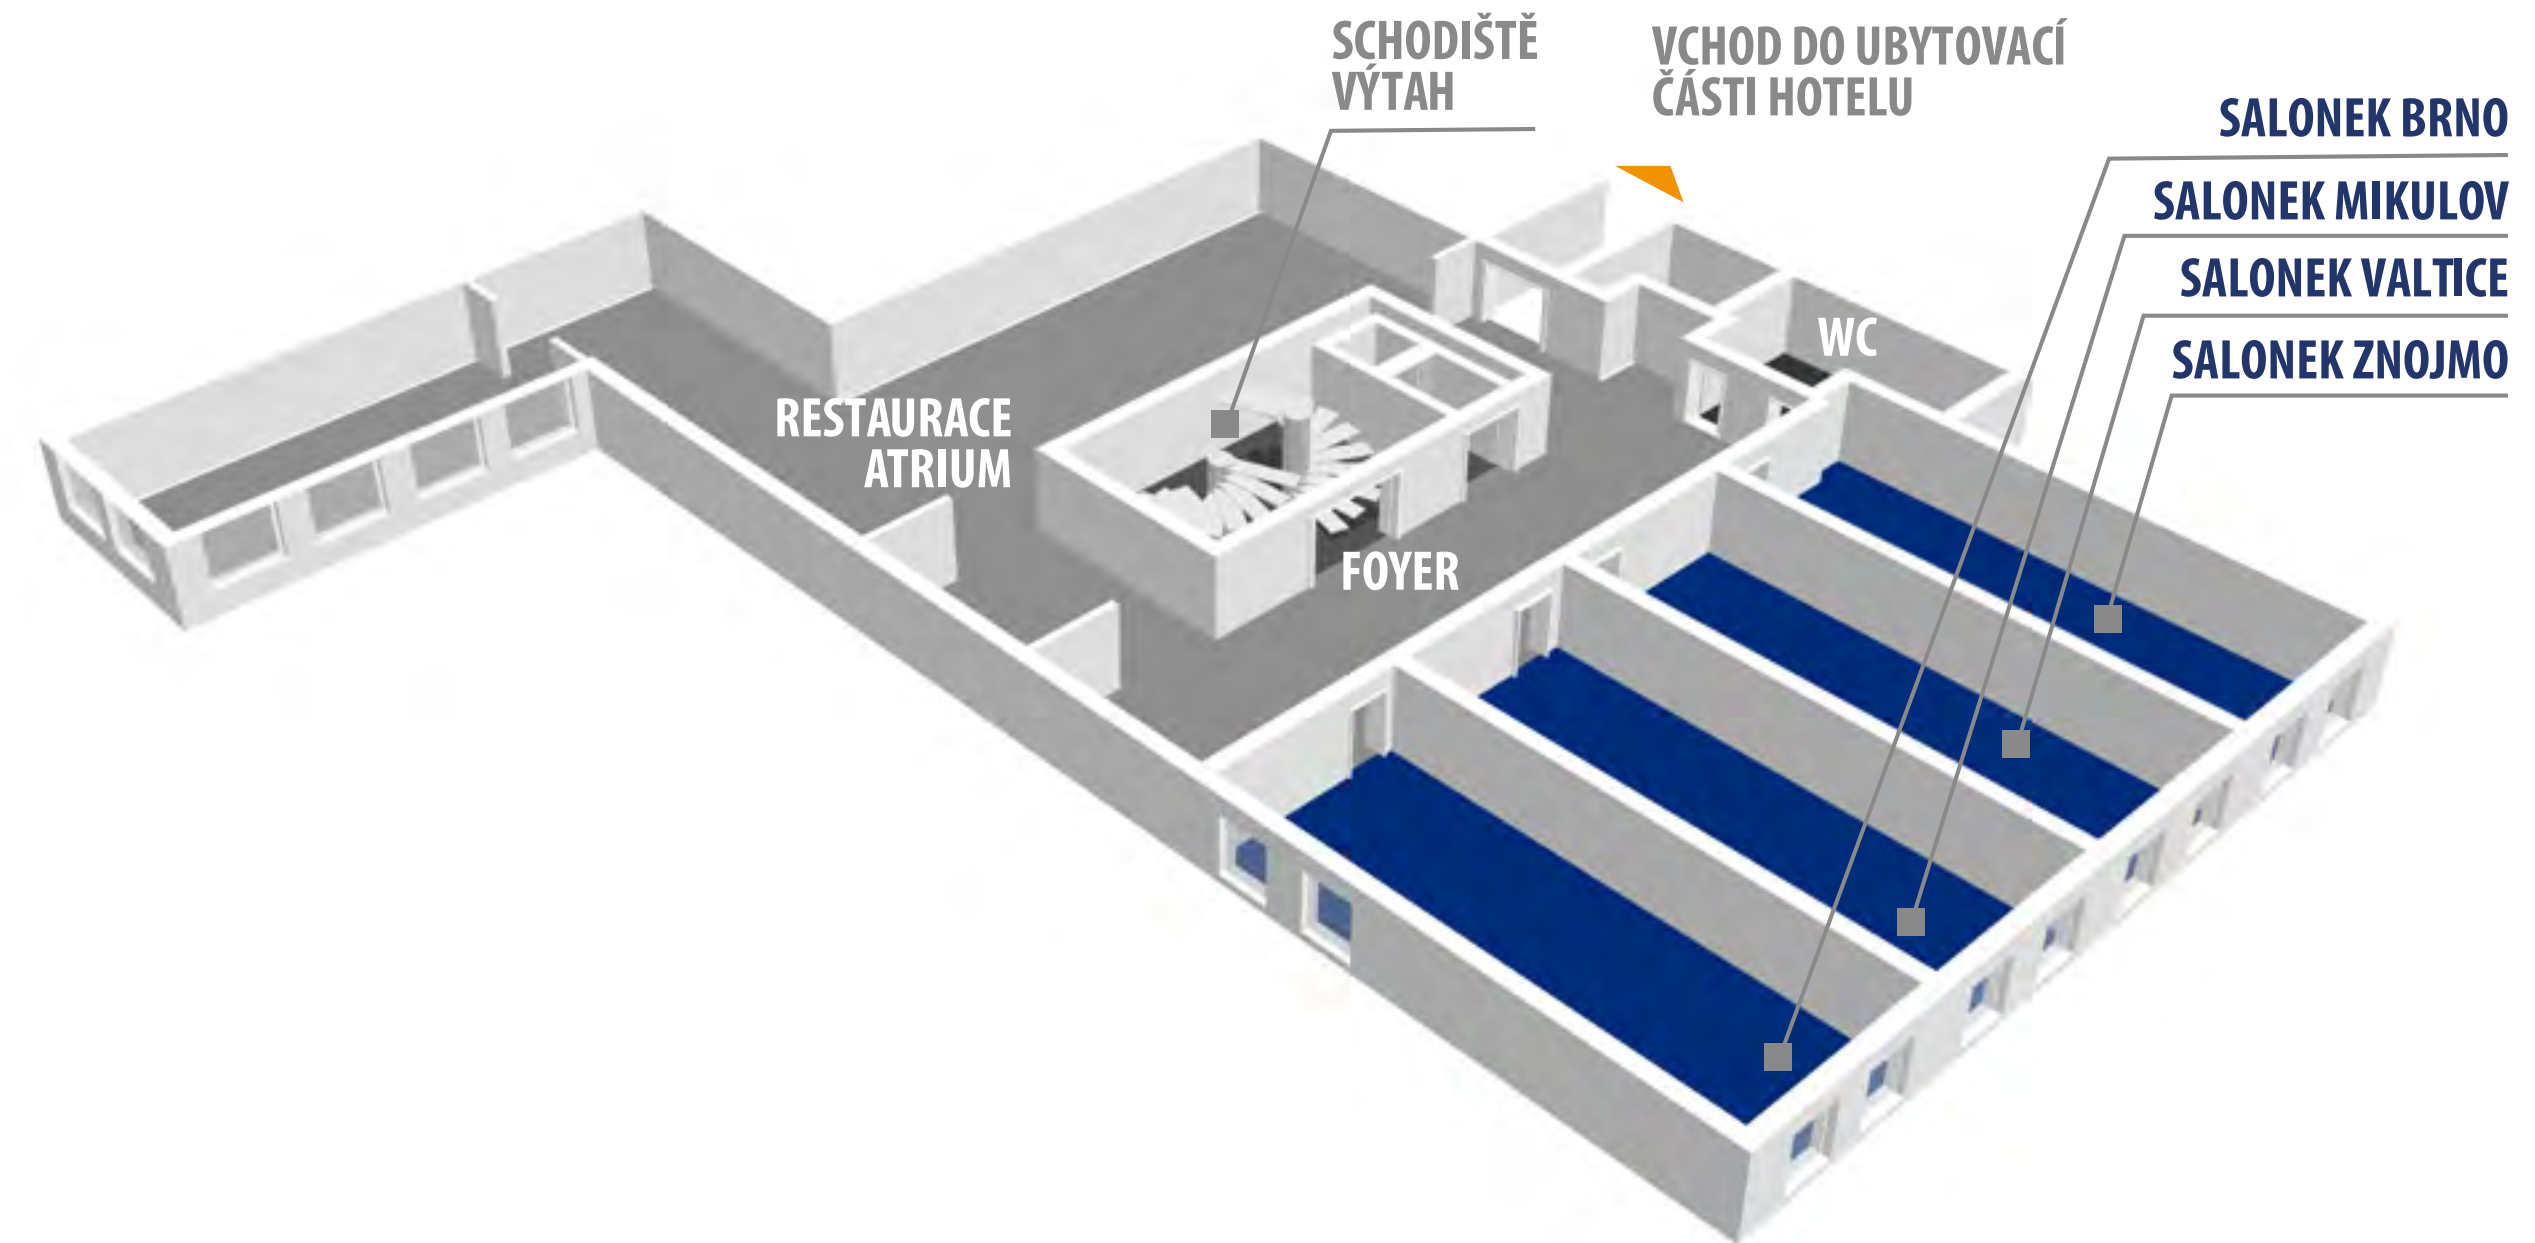 SCHODIŠTĚ
VÝTAH
VCHOD DO UBYTOVACÍ
ČÁSTI HOTELU
SALONEK BRNO
SALONEK MIKULOV
SALONEK VALTICE
SALONEK ZNOJMO
WC
RESTAURACE
ATRIUM
FOYER